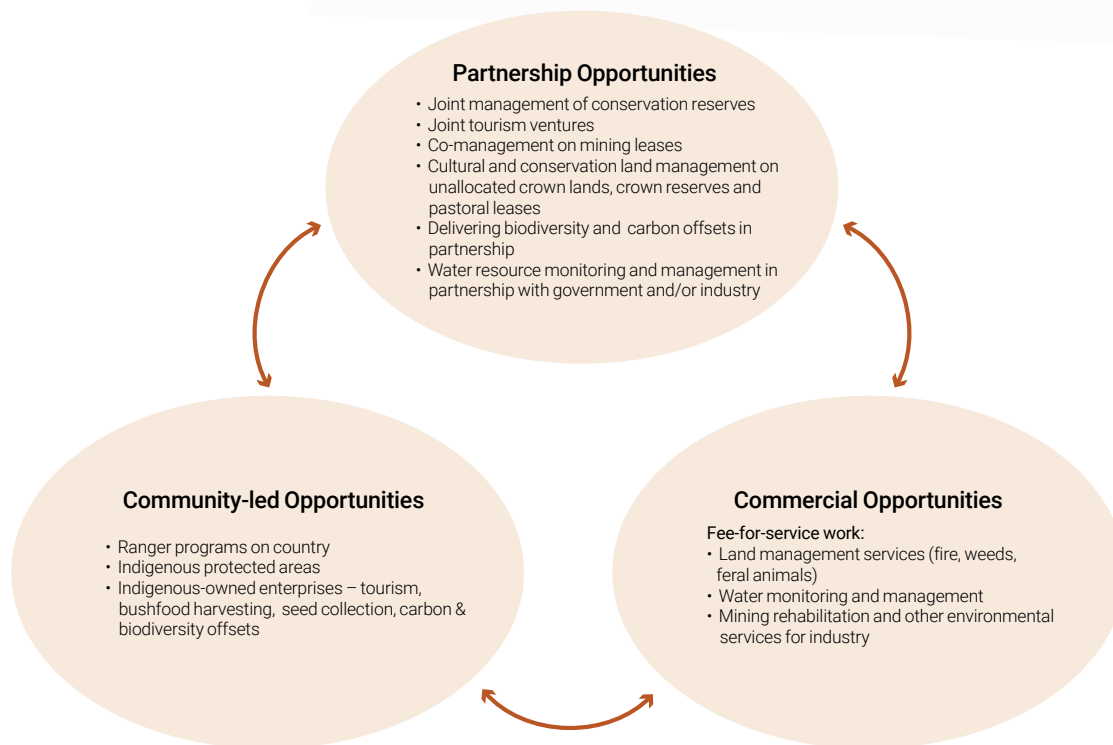 Partnership Opportunities
• Joint management of conservation reserves
• Joint tourism ventures
• Co-management on mining leases
• Cultural and conservation land management on
unallocated crown lands, crown reserves and
pastoral leases
• Delivering biodiversity and carbon offsets in
partnership
• Water resource monitoring and management in
partnership with government and/or industry
Community-led Opportunities
• Ranger programs on country
• Indigenous protected areas
• Indigenous-owned enterprises – tourism,
bushfood harvesting, seed collection, carbon &
biodiversity offsets
Commercial Opportunities
Fee-for-service work:
• Land management services (fire, weeds,
feral animals)
• Water monitoring and management
• Mining rehabilitation and other environmental
services for industry